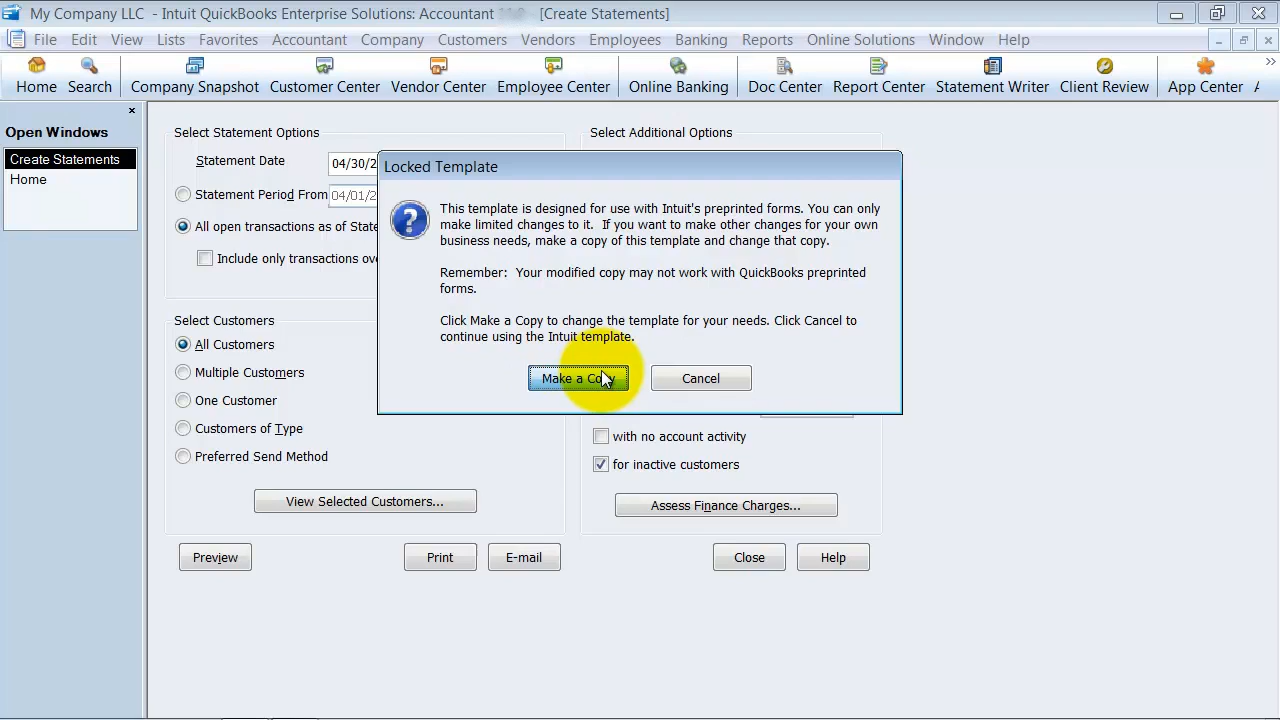 My Company LLC - Intuit QuickBooks Enterprise Solutions: Accountant [Create Statements]
File Edit View Lists Favorites Accountant Company Customers Vendors Employees Banking Reports Online Solutions Window Help
Home Search Company Snapshot Customer Center Vendor Center Employee Center Online Banking Doc Center Report Center Statement Writer Client Review App Center
Open Windows
Create Statements
Home
Select Statement Options
Statement Date 04/30/2
Statement Period From 04/01/2
All open transactions as of State
Include only transactions ove
Select Customers
All Customers
Multiple Customers
One Customer
Customers of Type
Preferred Send Method
View Selected Customers...
Select Additional Options
Locked Template
This template is designed for use with Intuit's preprinted forms. You can only
make limited changes to it. If you want to make other changes for your own
business needs, make a copy of this template and change that copy.
Remember: Your modified copy may not work with QuickBooks preprinted
forms.
Click Make a Copy to change the template for your needs. Click Cancel to
continue using the Intuit template.
Make a Copy Cancel
with no account activity
for inactive customers
Assess Finance Charges...
Preview Print E-mail Close Help